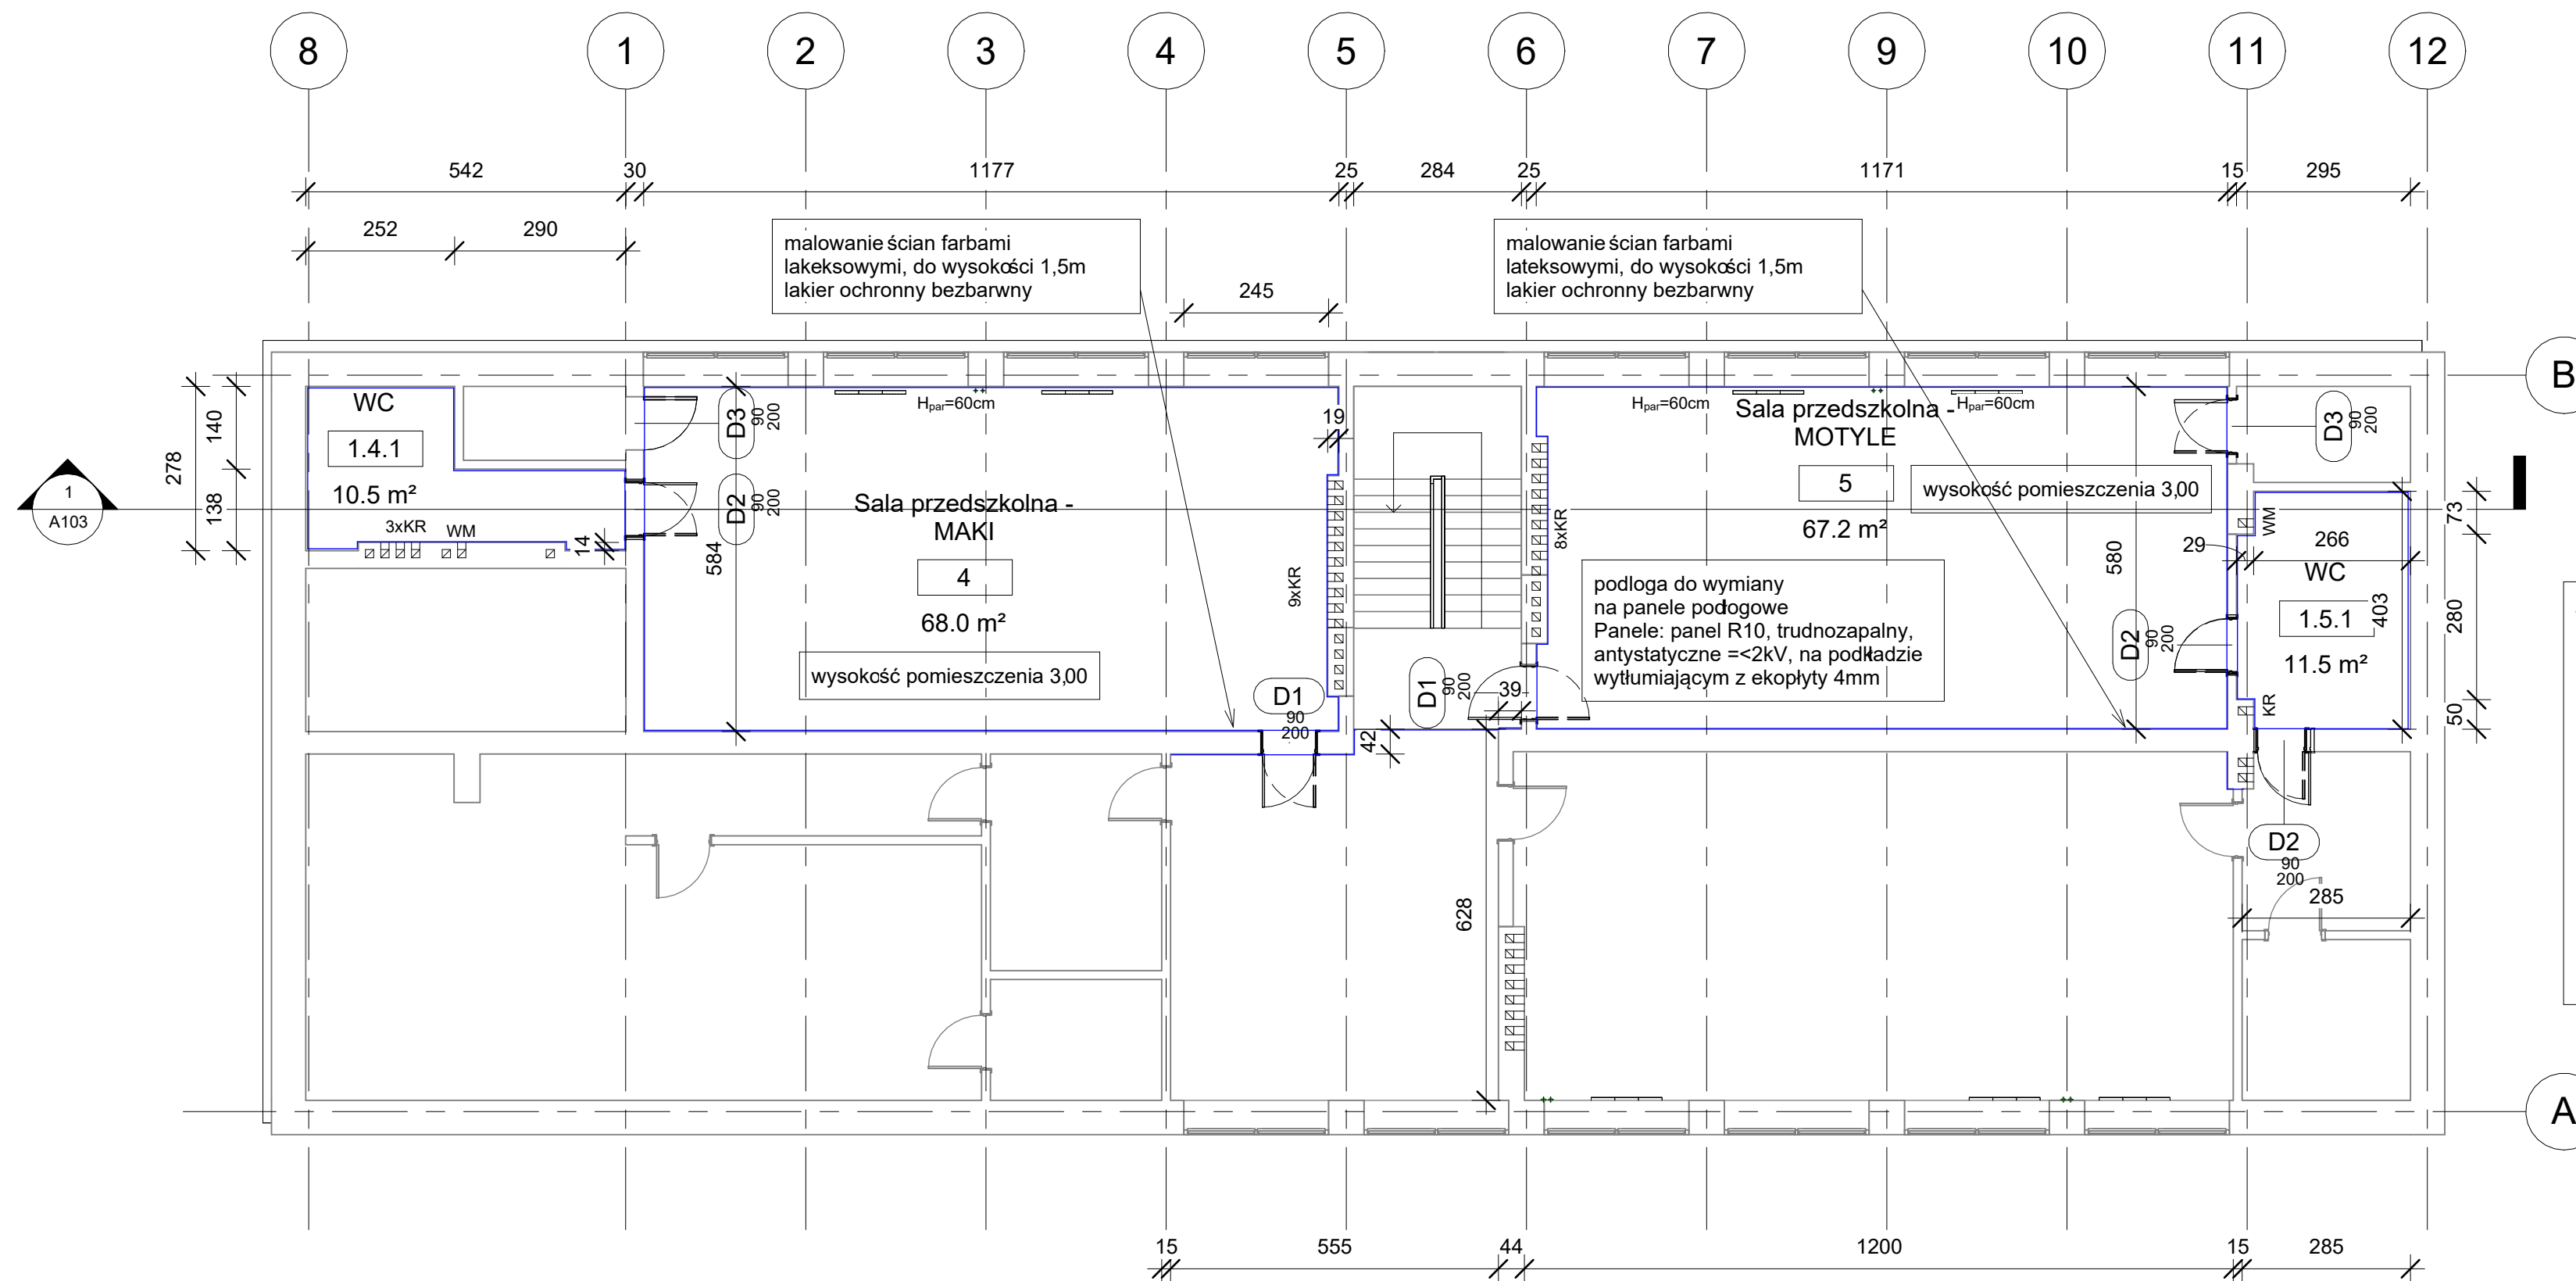 8 1 2 3 4 5 6 7 9 10 11 12
542 30 1177 25 284 25 1171 15 295
252 290
malowanie ścian farbami
lakeksowymi, do wysokości 1,5m
lakier ochronny bezbarwny
245
malowanie ścian farbami
lateksowymi, do wysokości 1,5m
lakier ochronny bezbarwny
B
278
140
138
WC
1.4.1
10.5 m²
3xKR
WM
14
1
A103
D3
90
200
D2
90
200
584
Hpar=60cm
Sala przedszkolna -
MAKI
4
68.0 m²
wysokość pomieszczenia 3,00
19
9xKR
D1
90
200
42
D1
90
200
39
8xKR
Hpar=60cm
Sala przedszkolna -
MOTYLE
Hpar=60cm
5
67.2 m²
wysokość pomieszczenia 3,00
podloga do wymiany
na panele podłogowe
Panele: panel R10, trudnozapalny,
antystatyczne =<2kV, na podkładzie
wytłumiającym z ekopłyty 4mm
580
D3
90
200
D2
90
200
29
WM
266
WC
1.5.1
11.5 m²
403
KR
73
280
50
D2
90
200
285
628
A
15 555 44 1200 15 285